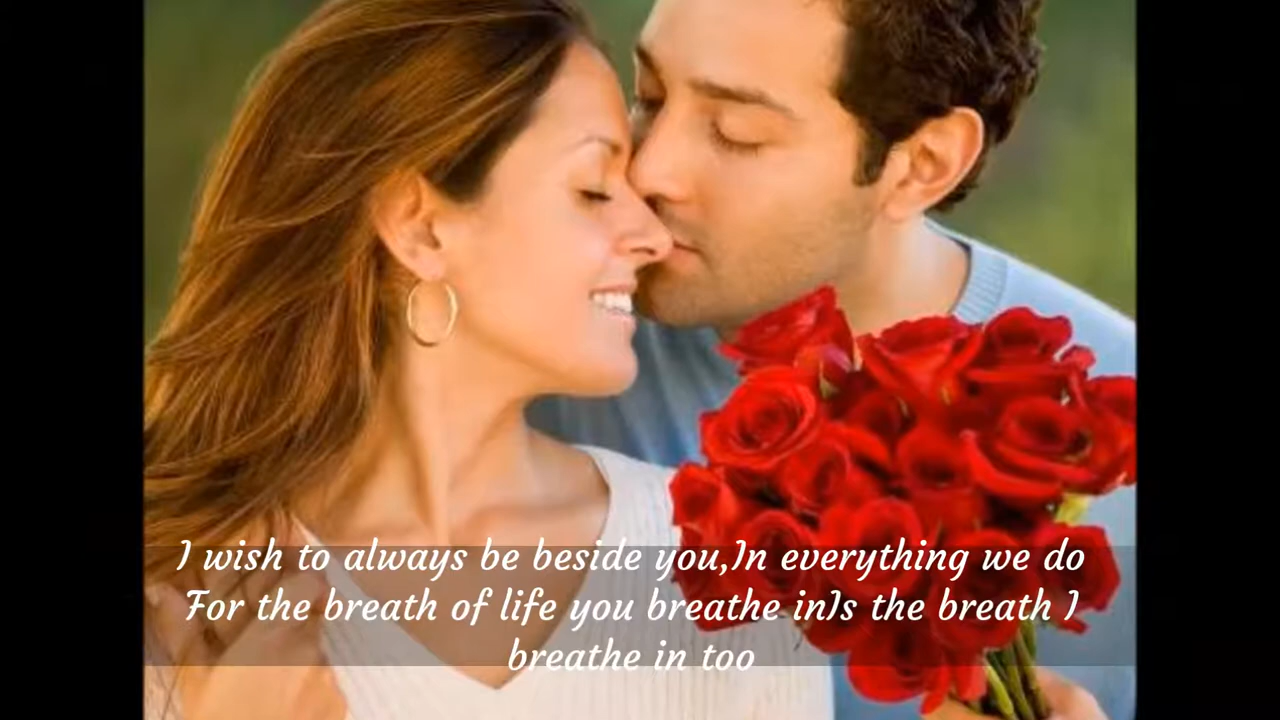 I wish to always be beside you,In everything we do
For the breath of life you breathe inIs the breath I
breathe in too